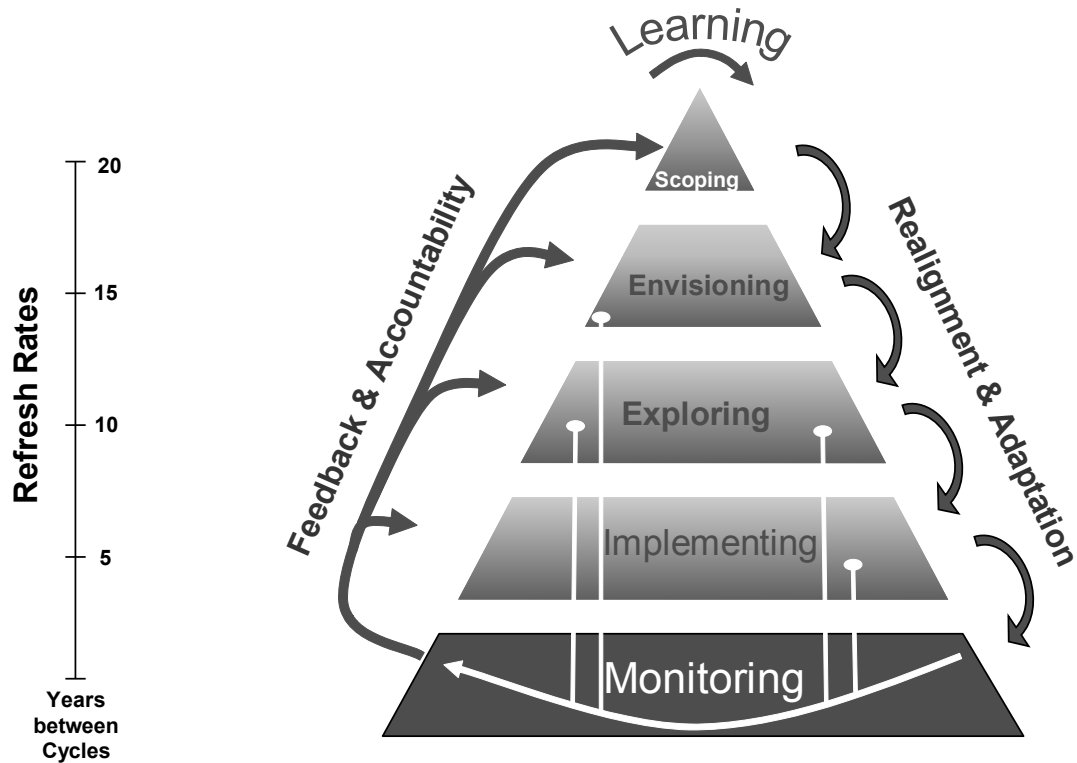 Learning
Scoping
Envisioning
Exploring
Implementing
Monitoring
Feedback & Accountability
Realignment & Adaptation
Refresh Rates
20
15
10
5
Years
between
Cycles